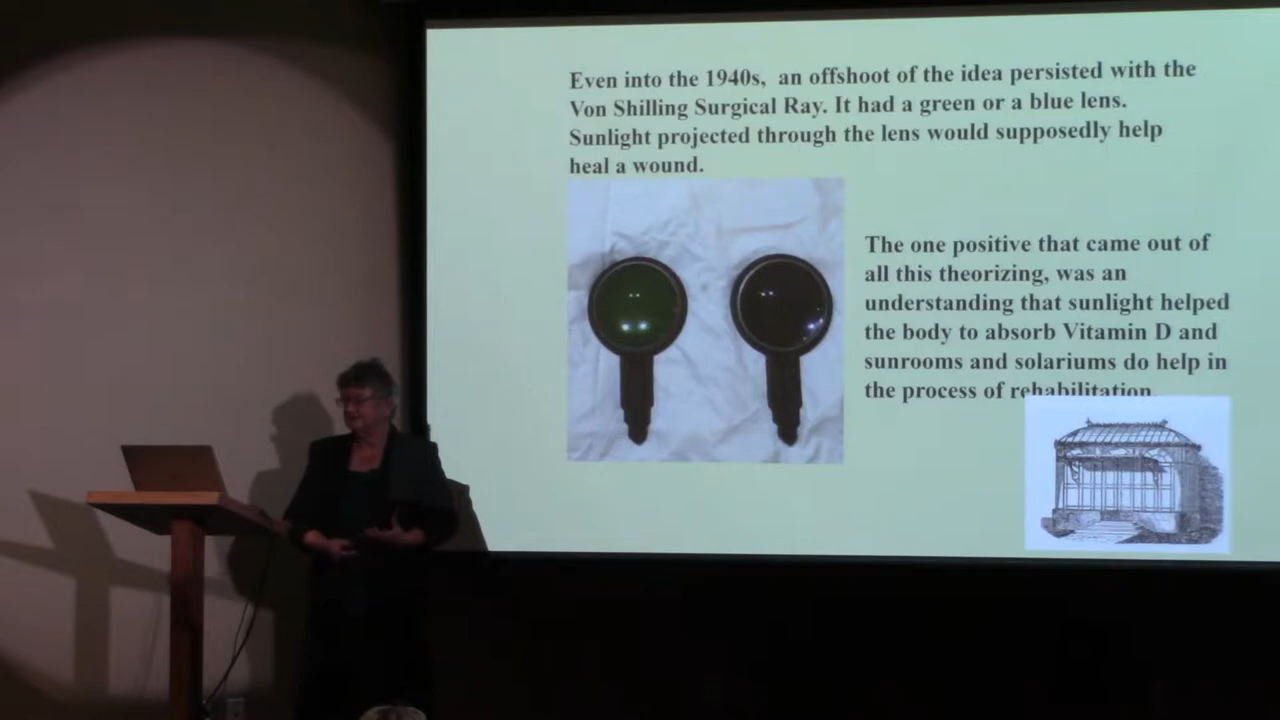 Even into the 1940s, an offshoot of the idea persisted with the
Von Shilling Surgical Ray. It had a green or a blue lens.
Sunlight projected through the lens would supposedly help
heal a wound.
The one positive that came out of
all this theorizing, was an
understanding that sunlight helped
the body to absorb Vitamin D and
sunrooms and solariums do help in
the process of rehabilitation.